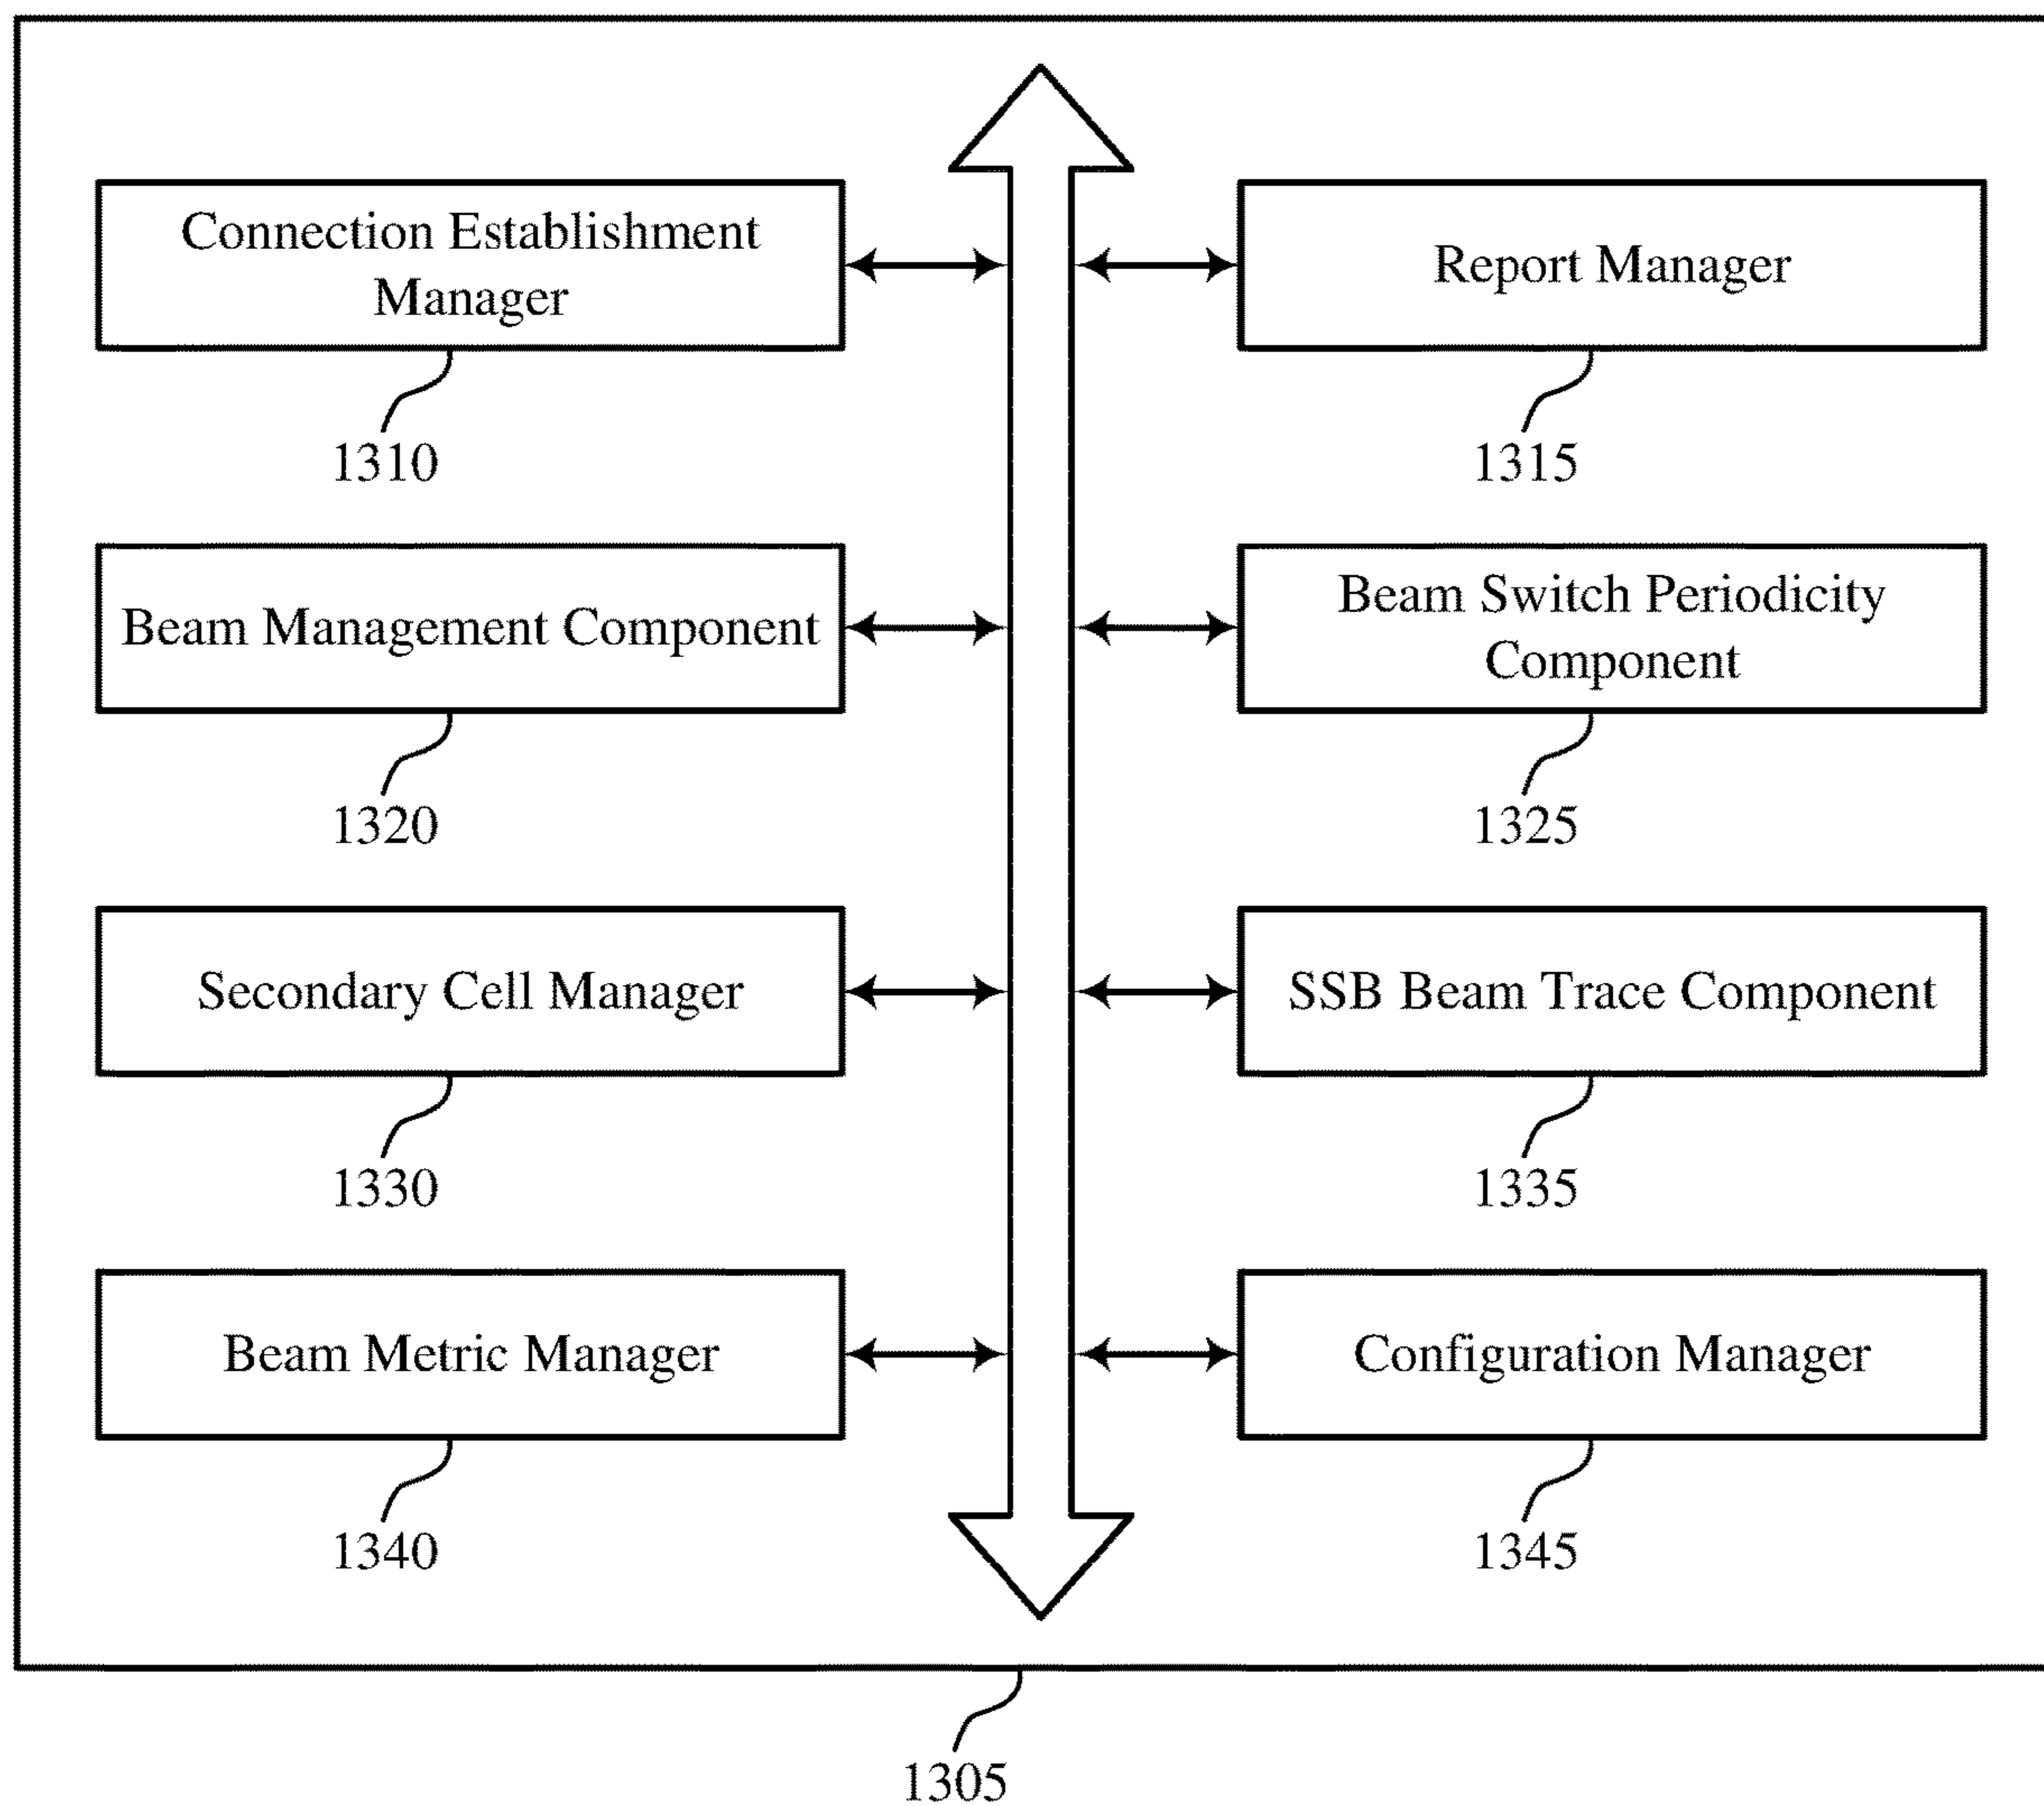 Connection Establishment
Manager
1310
Report Manager
1315
Beam Management Component
1320
Beam Switch Periodicity
Component
1325
Secondary Cell Manager
1330
SSB Beam Trace Component
1335
Beam Metric Manager
1340
Configuration Manager
1345
1305